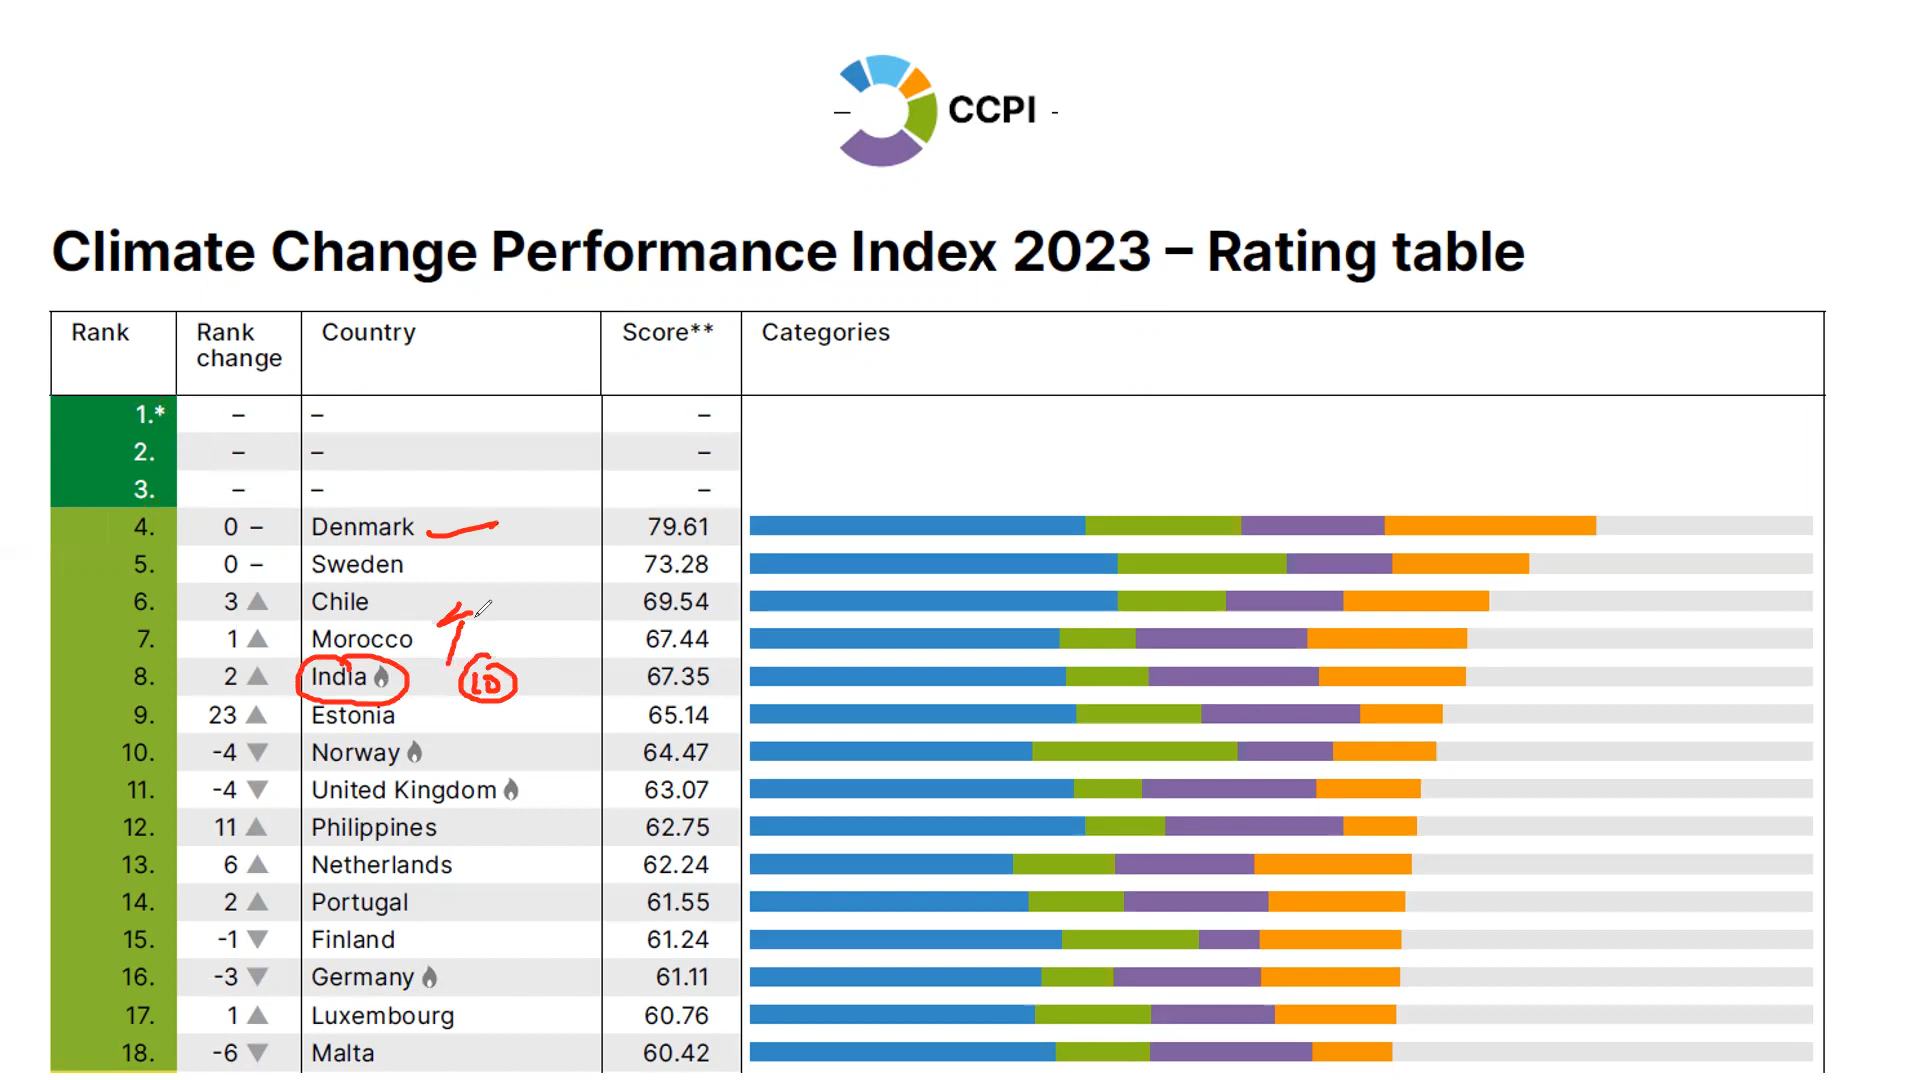 CCPI
Climate Change Performance Index 2023 – Rating table
Rank Rank change Country Score** Categories
1.* – – –
2. – – –
3. – – –
4. 0 – Denmark 79.61
5. 0 – Sweden 73.28
6. 3 ▲ Chile 69.54
7. 1 ▲ Morocco 67.44
8. 2 ▲ India 10 67.35
9. 23 ▲ Estonia 65.14
10. -4 ▼ Norway 64.47
11. -4 ▼ United Kingdom 63.07
12. 11 ▲ Philippines 62.75
13. 6 ▲ Netherlands 62.24
14. 2 ▲ Portugal 61.55
15. -1 ▼ Finland 61.24
16. -3 ▼ Germany 61.11
17. 1 ▲ Luxembourg 60.76
18. -6 ▼ Malta 60.42